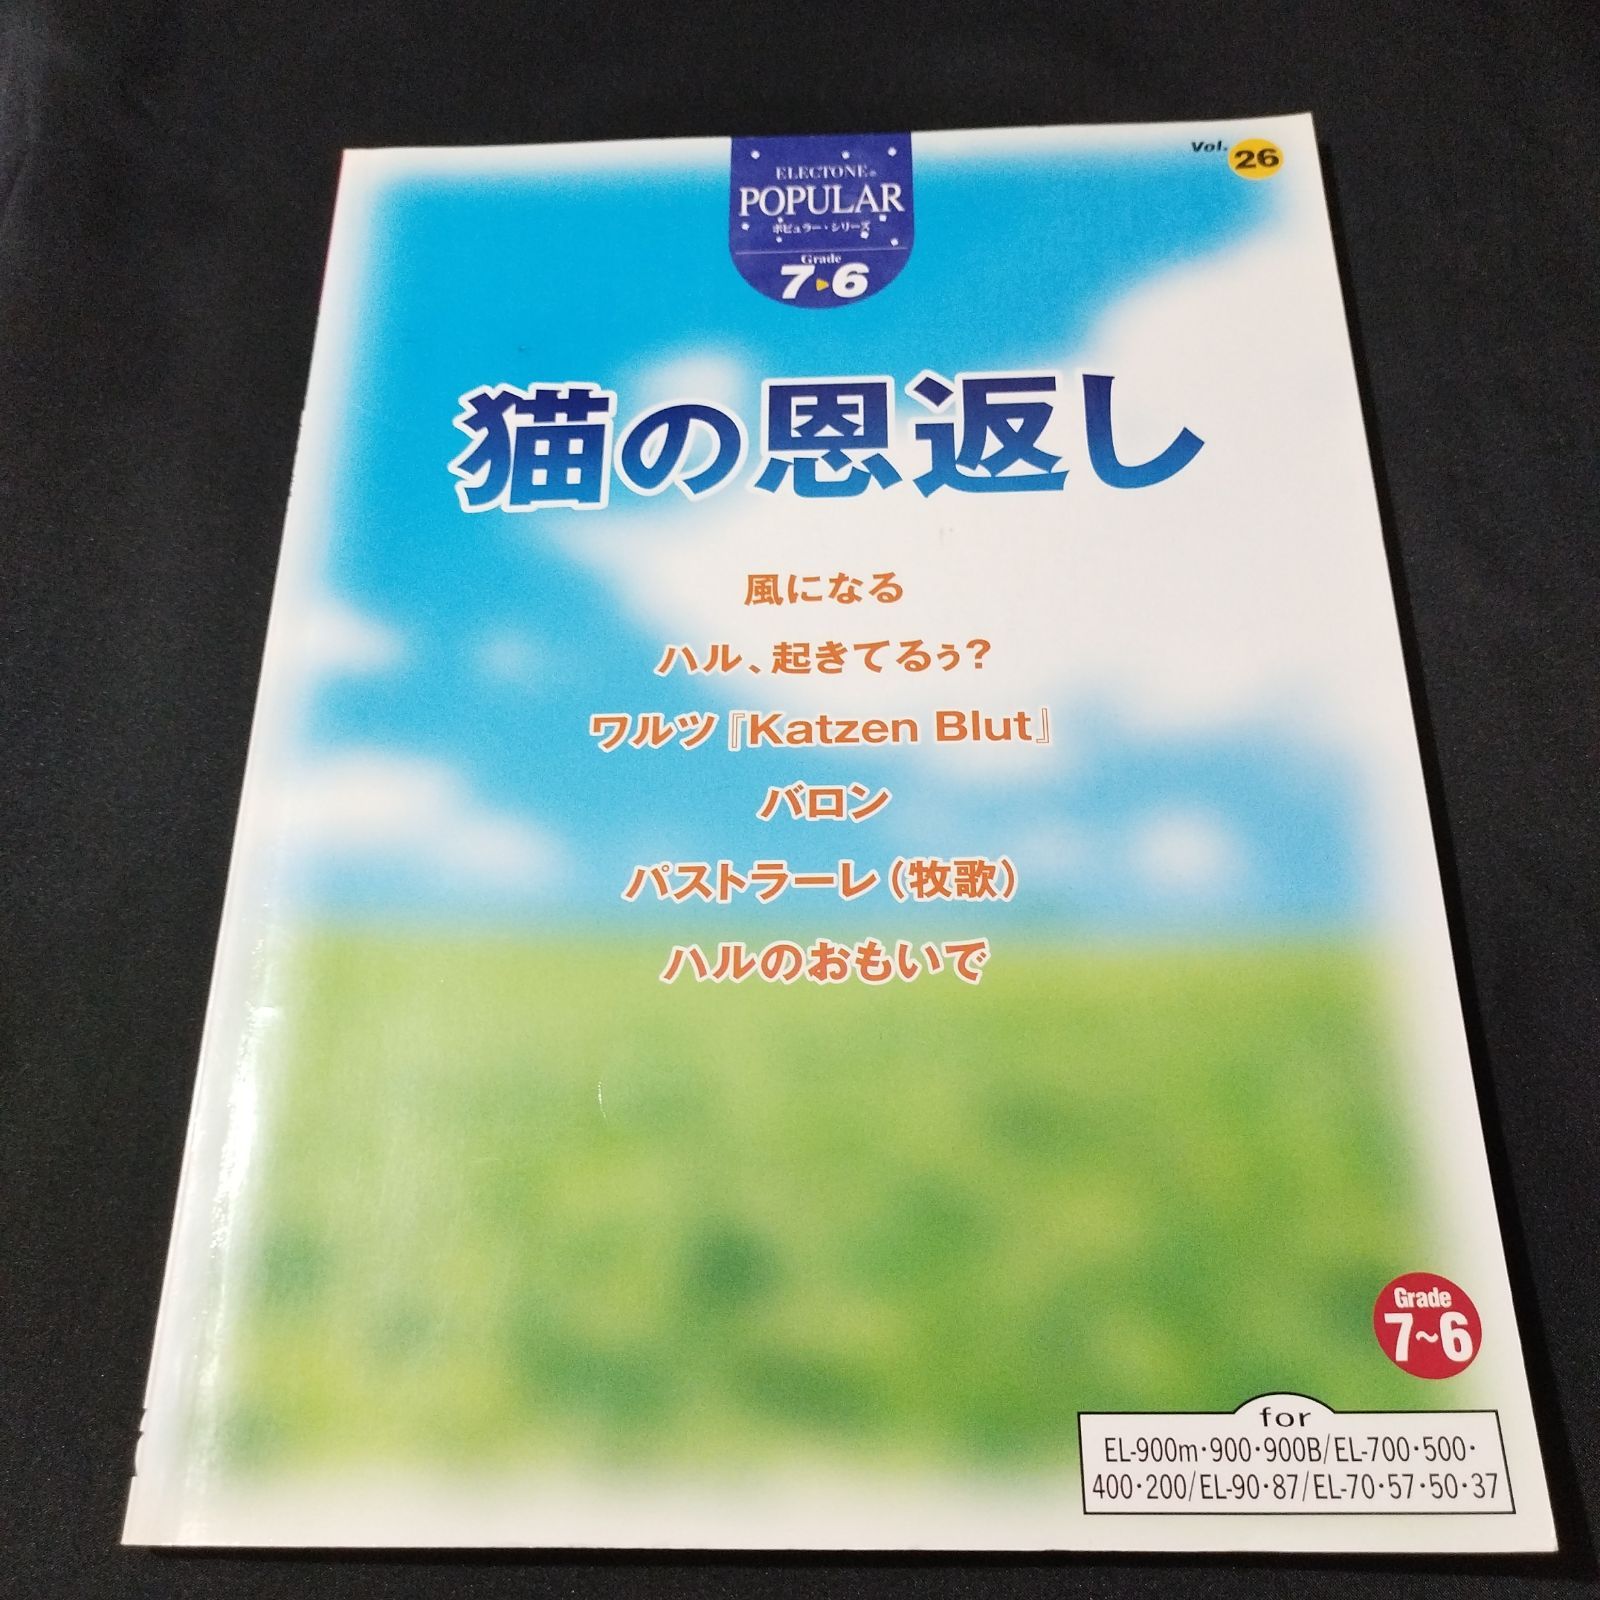 Vol. 26
ELECTONE®
POPULAR
ポピュラー・シリーズ
Grade
7▶6
猫の恩返し
風になる
ハル、起きてるぅ?
ワルツ『Katzen Blut』
バロン
パストラーレ(牧歌)
ハルのおもいで
Grade
7~6
for
EL-900m・900・900B/EL-700・500・
400・200/EL-90・87/EL-70・57・50・37